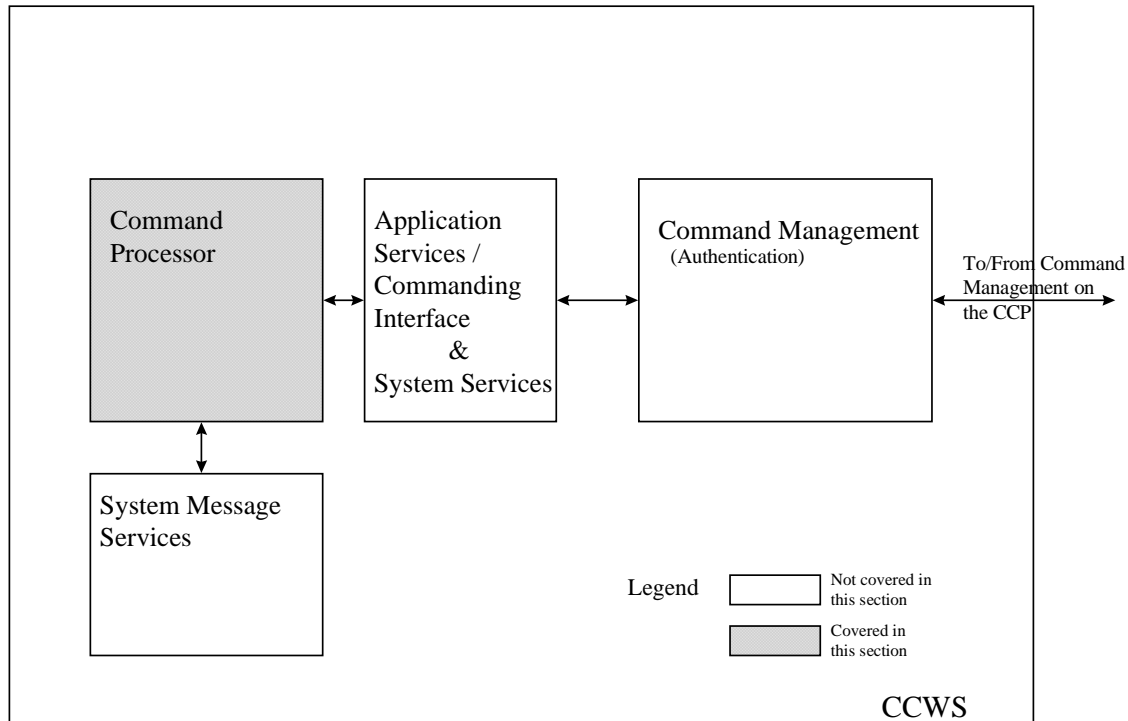 Command
Processor
Application
Services /
Commanding
Interface
&
System Services
Command Management
(Authentication)
To/From Command
Management on
the CCP
System Message
Services
Legend
Not covered in
this section
Covered in
this section
CCWS